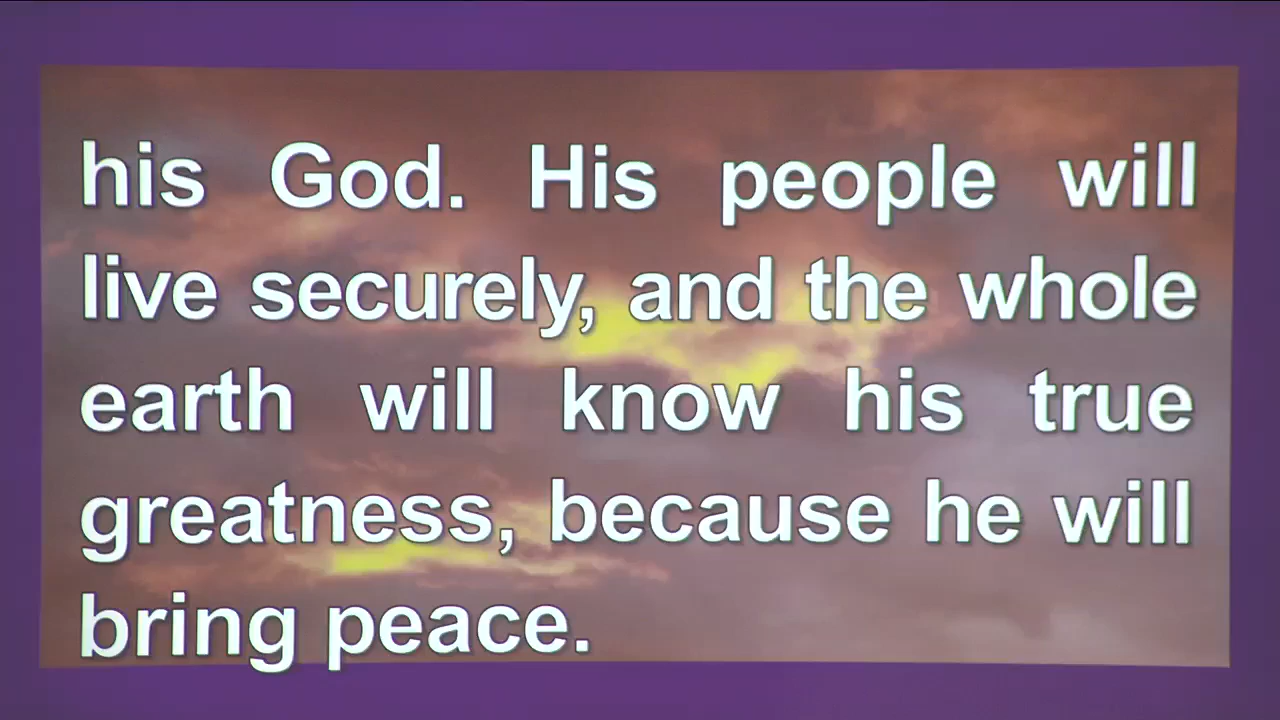 his God. His people will
live securely, and the whole
earth will know his true
greatness, because he will
bring peace.